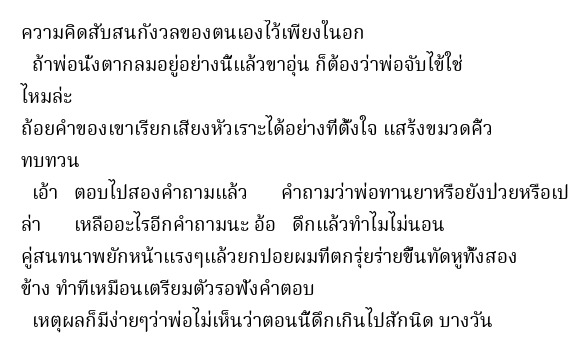 ความคิดสับสนกังวลของตนเองไว้เพียงในอก
ถ้าพ่อนั่งตากลมอยู่อย่างนี้แล้วขาอุ่น ก็ต้องว่าพ่อจับไข้ใช่
ไหมล่ะ
ถ้อยคำของเขาเรียกเสียงหัวเราะได้อย่างที่ตั้งใจ แสร้งขมวดคิ้ว
ทบทวน
เอ้า ตอบไปสองคำถามแล้ว คำถามว่าพ่อทานยาหรือยังป่วยหรือเป
ล่า เหลืออะไรอีกคำถามนะ อ้อ ดึกแล้วทำไมไม่นอน
คู่สนทนาพยักหน้าแรงๆแล้วยกปอยผมที่ตกรุ่ยร่ายขึ้นทัดหูทั้งสอง
ข้าง ทำทีเหมือนเตรียมตัวรอฟังคำตอบ
เหตุผลก็มีง่ายๆว่าพ่อไม่เห็นว่าตอนนี้ดึกเกินไปสักนิด บางวัน